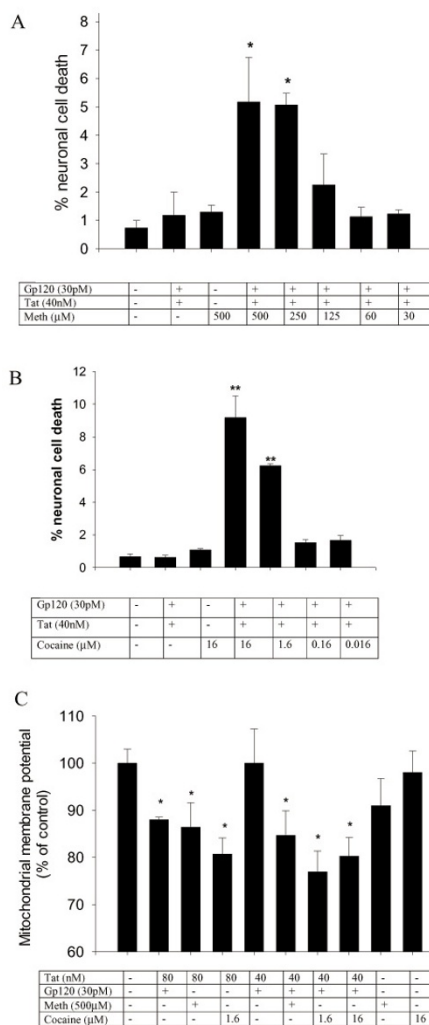 A
8
7
6
5
4
3
2
1
0
% neuronal cell death
* *
Gp120 (30pM) - + - + + + + +
Tat (40nM) - + - + + + + +
Meth (µM) - - 500 500 250 125 60 30
B
12
10
8
6
4
2
0
% neuronal cell death
** **
Gp120 (30pM) - + - + + + +
Tat (40nM) - + - + + + +
Cocaine (µM) - - 16 16 1.6 0.16 0.016
C
110
100
90
80
70
60
Mitochondrial membrane potential
(% of control)
* * * * * *
Tat (nM) - 80 80 80 40 40 40 40 - -
Gp120 (30pM) - + - - + + + + - -
Meth (500µM) - - + - - + - - + -
Cocaine (µM) - - - 1.6 - - 1.6 16 - 16